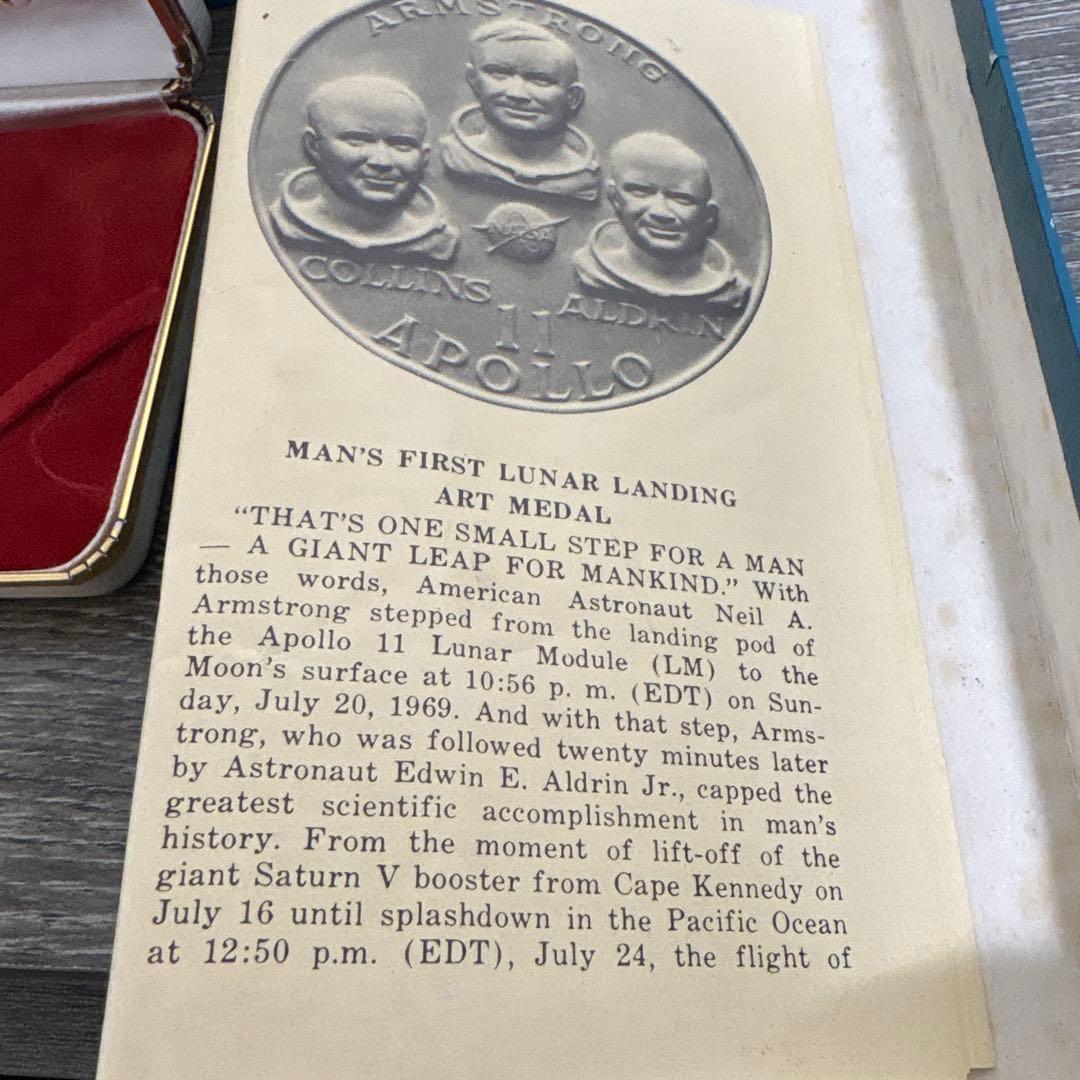 ARMSTRONG
NASA
COLLINS
ALDRIN
11
APOLLO
MAN'S FIRST LUNAR LANDING
ART MEDAL
“THAT'S ONE SMALL STEP FOR A MAN
— A GIANT LEAP FOR MANKIND.” With
those words, American Astronaut Neil A.
Armstrong stepped from the landing pod of
the Apollo 11 Lunar Module (LM) to the
Moon's surface at 10:56 p. m. (EDT) on Sun-
day, July 20, 1969. And with that step, Arms-
trong, who was followed twenty minutes later
by Astronaut Edwin E. Aldrin Jr., capped the
greatest scientific accomplishment in man's
history. From the moment of lift-off of the
giant Saturn V booster from Cape Kennedy on
July 16 until splashdown in the Pacific Ocean
at 12:50 p.m. (EDT), July 24, the flight of